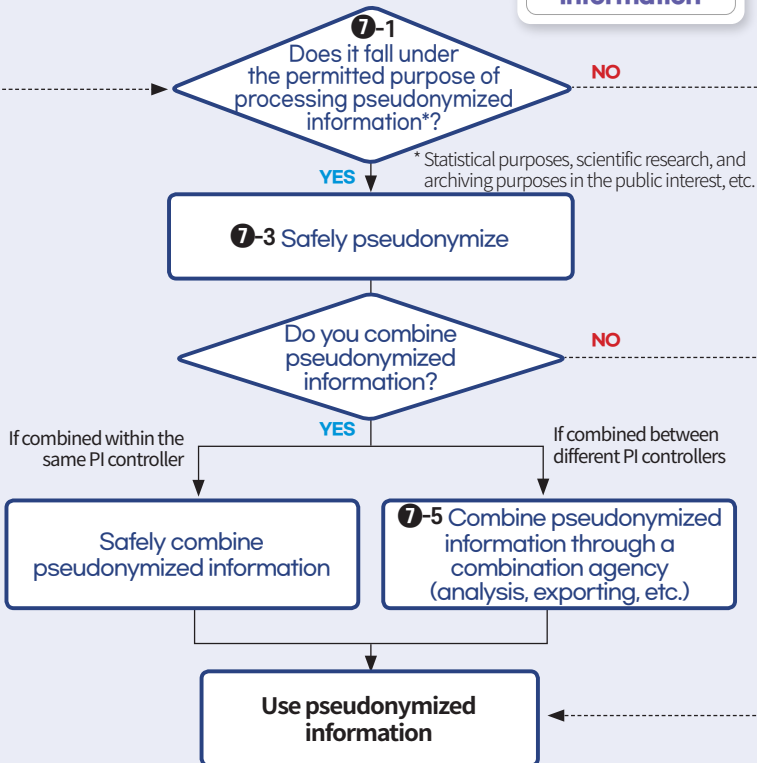 information
❼-1
Does it fall under
the permitted purpose of
processing pseudonymized
information*?
NO
* Statistical purposes, scientific research, and
archiving purposes in the public interest, etc.
YES
❼-3 Safely pseudonymize
Do you combine
pseudonymized
information?
NO
YES
If combined within the
same PI controller
If combined between
different PI controllers
Safely combine
pseudonymized information
❼-5 Combine pseudonymized
information through a
combination agency
(analysis, exporting, etc.)
Use pseudonymized
information